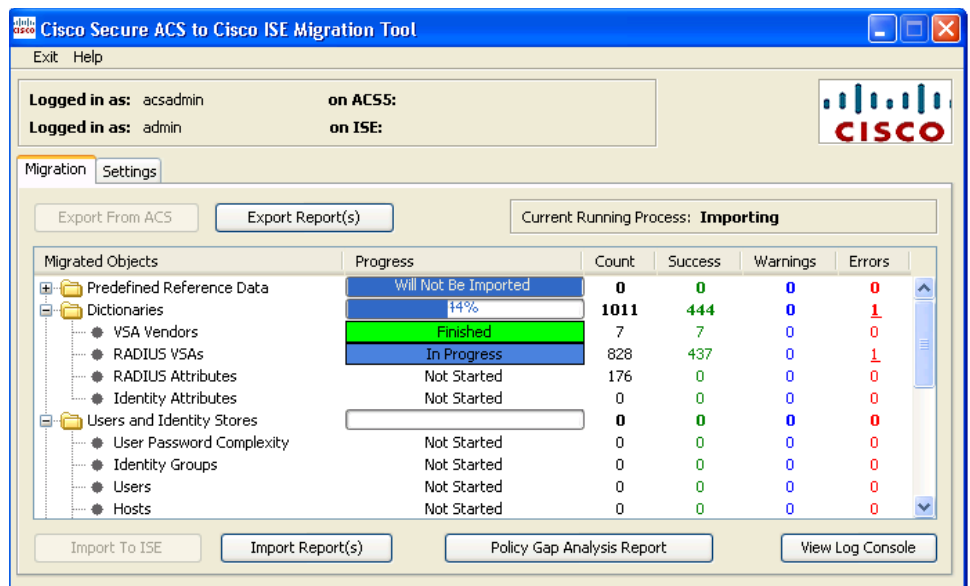 Cisco Secure ACS to Cisco ISE Migration Tool
Exit Help
Logged in as: acsadmin on ACS5:
Logged in as: admin on ISE:
CISCO
Migration Settings
Export From ACS Export Report(s) Current Running Process: Importing
Migrated Objects Progress Count Success Warnings Errors
Predefined Reference Data Will Not Be Imported 0 0 0 0
Dictionaries 44% 1011 444 0 1
VSA Vendors Finished 7 7 0 0
RADIUS VSAs In Progress 828 437 0 1
RADIUS Attributes Not Started 176 0 0 0
Identity Attributes Not Started 0 0 0 0
Users and Identity Stores 0 0 0 0
User Password Complexity Not Started 0 0 0 0
Identity Groups Not Started 0 0 0 0
Users Not Started 0 0 0 0
Hosts Not Started 0 0 0 0
Import To ISE Import Report(s) Policy Gap Analysis Report View Log Console